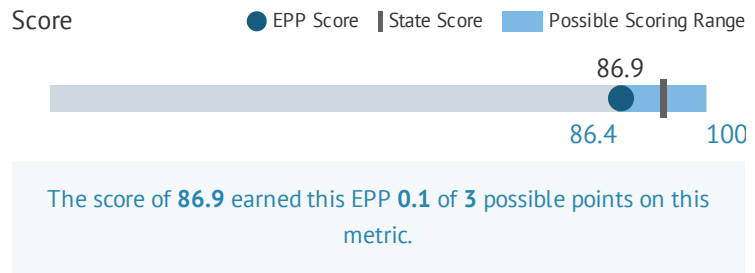 Score
EPP Score State Score Possible Scoring Range
86.9
86.4 100
The score of 86.9 earned this EPP 0.1 of 3 possible points on this
metric.